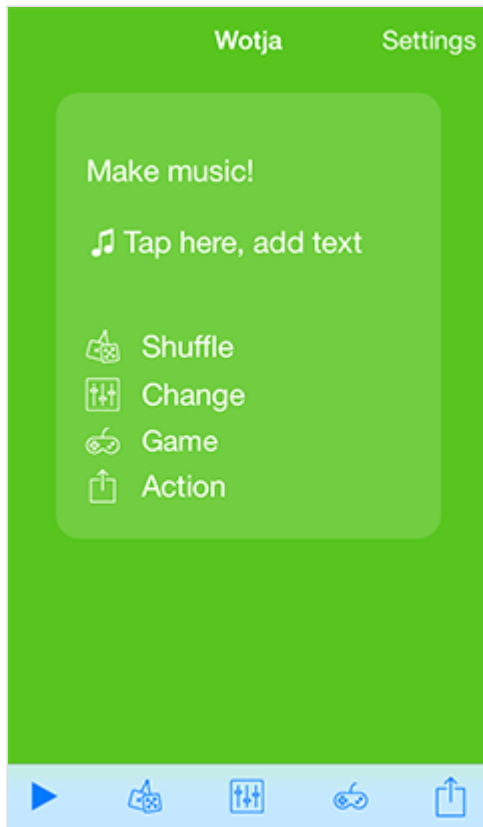 Wotja Settings
Make music!
Tap here, add text
Shuffle
Change
Game
Action